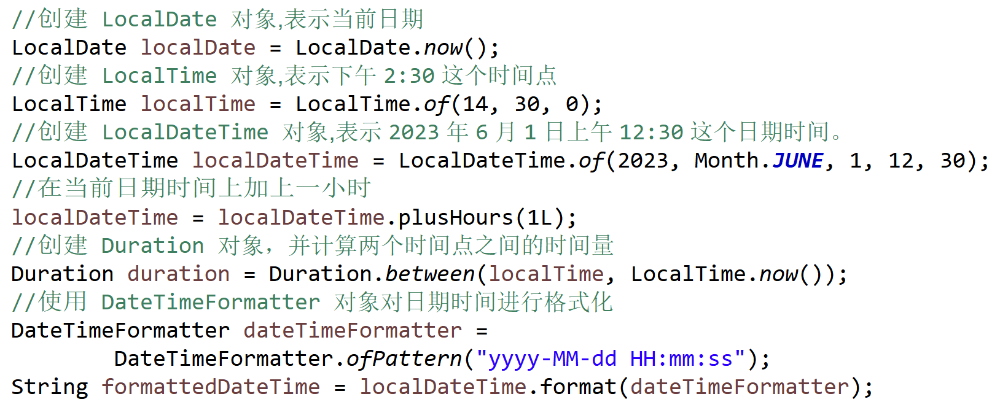 //创建 LocalDate 对象,表示当前日期
LocalDate localDate = LocalDate.now();
//创建 LocalTime 对象,表示下午 2:30 这个时间点
LocalTime localTime = LocalTime.of(14, 30, 0);
//创建 LocalDateTime 对象,表示 2023 年 6 月 1 日上午 12:30 这个日期时间。
LocalDateTime localDateTime = LocalDateTime.of(2023, Month.JUNE, 1, 12, 30);
//在当前日期时间上加上一小时
localDateTime = localDateTime.plusHours(1L);
//创建 Duration 对象，并计算两个时间点之间的时间量
Duration duration = Duration.between(localTime, LocalTime.now());
//使用 DateTimeFormatter 对象对日期时间进行格式化
DateTimeFormatter dateTimeFormatter =
        DateTimeFormatter.ofPattern("yyyy-MM-dd HH:mm:ss");
String formattedDateTime = localDateTime.format(dateTimeFormatter);